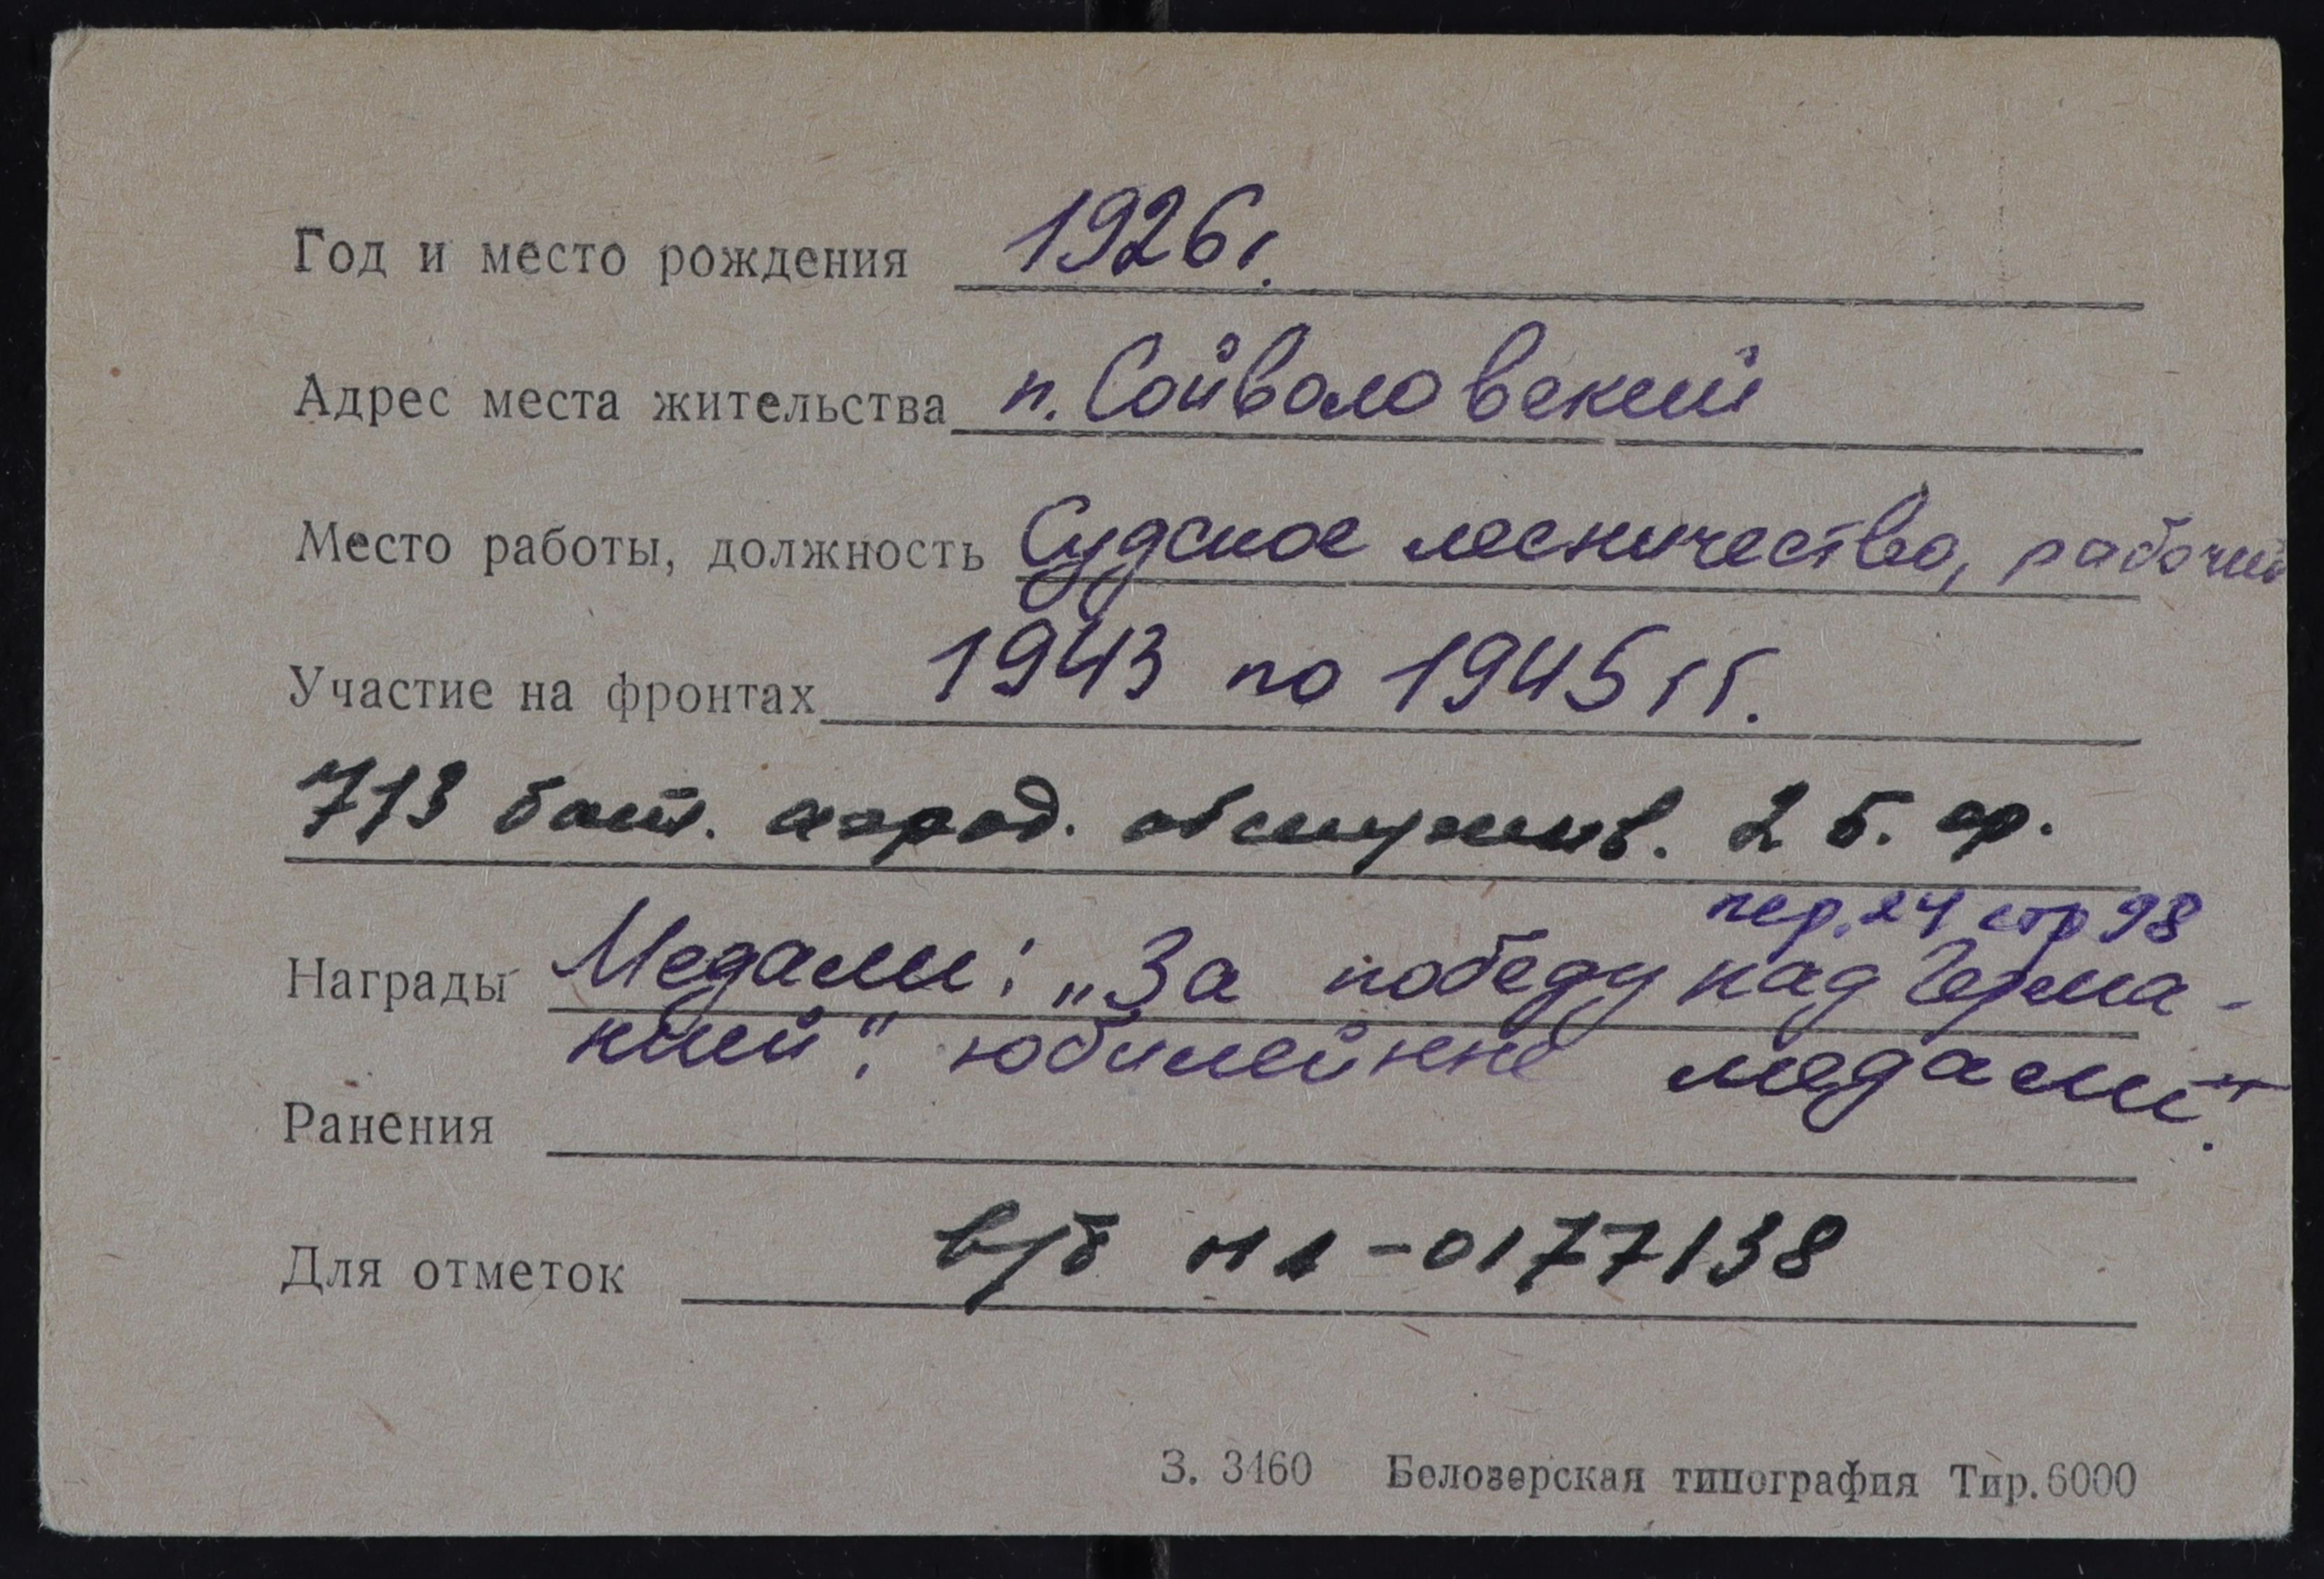 Год и место рождения 1926 г.
Адрес места жительства п. Сойволовский
Место работы, должность Судское лесничество, рабочий
Участие на фронтах 1943 по 1945 гг.
713 бат. аэрод. обслужив. 2 б. ф.
пер. 24 стр 98
Награды Медали: „За победу над Герма-
нией". юбилейные медали.
Ранения
Для отметок в/б № 1-0177138
З. 3460 Белозерская типография Тир. 6000